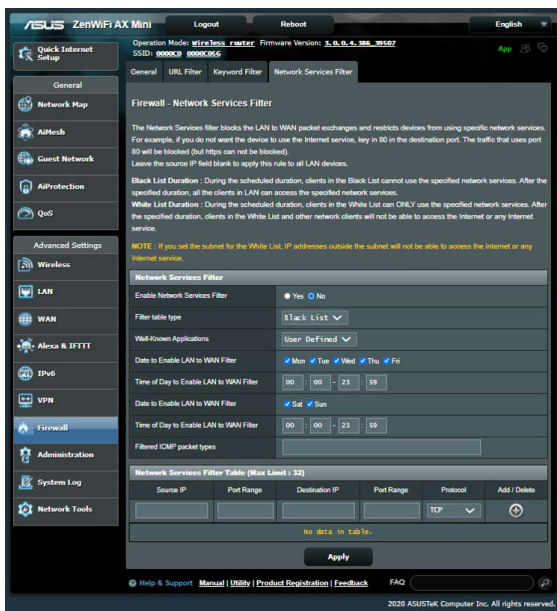 ASUS ZenWiFi AX Mini Logout Reboot English
Quick Internet Setup
Operation Mode: Wireless router Firmware Version: 3.0.0.4.386_39507
SSID: 0000C0 0000C05G
App
General URL Filter Keyword Filter Network Services Filter
General
Network Map
AiMesh
Guest Network
AiProtection
QoS
Advanced Settings
Wireless
LAN
WAN
Alexa & IFTTT
IPv6
VPN
Firewall
Administration
System Log
Network Tools
Firewall - Network Services Filter
The Network Services filter blocks the LAN to WAN packet exchanges and restricts devices from using specific network services.
For example, if you do not want the device to use the Internet service, key in 80 in the destination port. The traffic that uses port
80 will be blocked (but https can not be blocked).
Leave the source IP field blank to apply this rule to all LAN devices.
Black List Duration : During the scheduled duration, clients in the Black List cannot use the specified network services. After the
specified duration, all the clients in LAN can access the specified network services.
White List Duration : During the scheduled duration, clients in the White List can ONLY use the specified network services. After
the specified duration, clients in the White List and other network clients will not be able to access the Internet or any Internet
service.
NOTE : If you set the subnet for the White List, IP addresses outside the subnet will not be able to access the Internet or any
Internet service.
Network Services Filter
Enable Network Services Filter Yes No
Filter table type Black List
Well-Known Applications User Defined
Date to Enable LAN to WAN Filter Mon Tue Wed Thu Fri
Time of Day to Enable LAN to WAN Filter 00 : 00 - 23 : 59
Date to Enable LAN to WAN Filter Sat Sun
Time of Day to Enable LAN to WAN Filter 00 : 00 - 23 : 59
Filtered ICMP packet types
Network Services Filter Table (Max Limit : 32)
Source IP Port Range Destination IP Port Range Protocol Add / Delete
TCP
No data in table.
Apply
Help & Support Manual | Utility | Product Registration | Feedback FAQ
2020 ASUSTeK Computer Inc. All rights reserved.